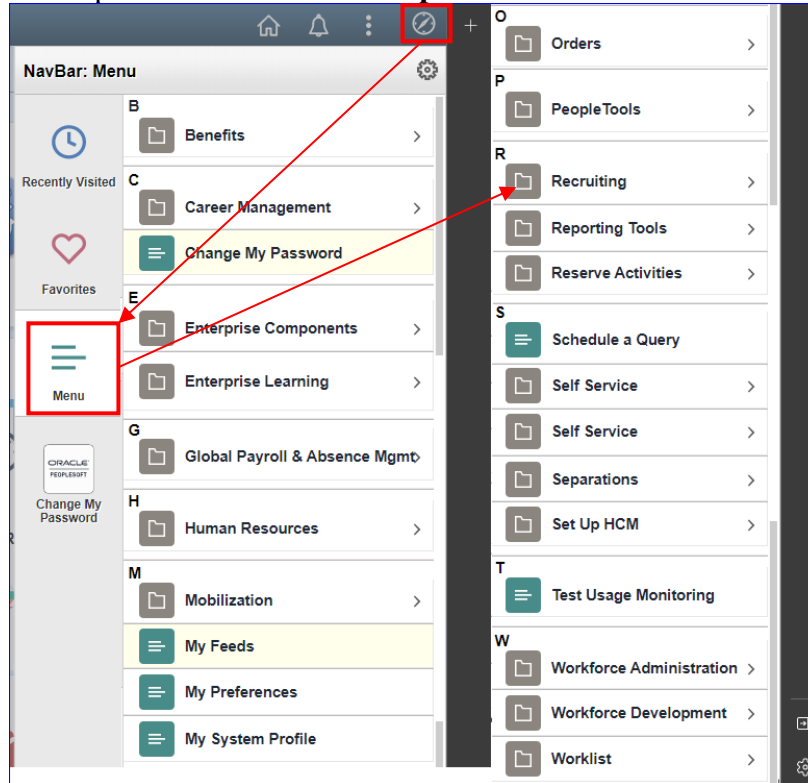 NavBar: Menu
Recently Visited
Favorites
Menu
ORACLE
PEOPLESOFT
Change My
Password
B
Benefits
C
Career Management
Change My Password
E
Enterprise Components
Enterprise Learning
G
Global Payroll & Absence Mgmt
H
Human Resources
M
Mobilization
My Feeds
My Preferences
My System Profile
O
Orders
P
PeopleTools
R
Recruiting
Reporting Tools
Reserve Activities
S
Schedule a Query
Self Service
Self Service
Separations
Set Up HCM
T
Test Usage Monitoring
W
Workforce Administration
Workforce Development
Worklist